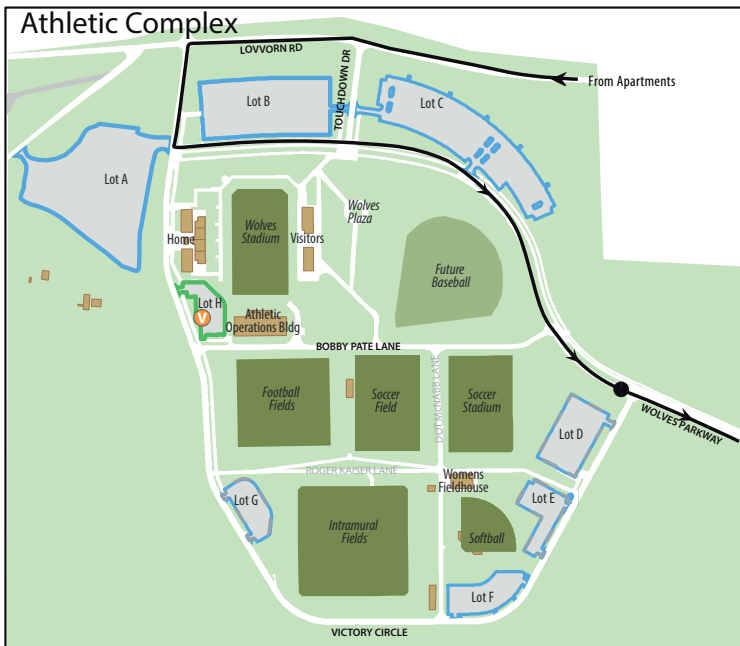 Athletic Complex
LOVVORN RD
From Apartments
TOUCHDOWN DR
Lot B
Lot C
Lot A
Wolves
Plaza
Home
Wolves
Stadium
Visitors
Future
Baseball
Lot H
V
Athletic
Operations Bldg
BOBBY PATE LANE
Football
Fields
Soccer
Field
DOT MCNABB LANE
Soccer
Stadium
WOLVES PARKWAY
Lot D
ROGER KAISER LANE
Womens
Fieldhouse
Lot G
Lot E
Intramural
Fields
Softball
Lot F
VICTORY CIRCLE